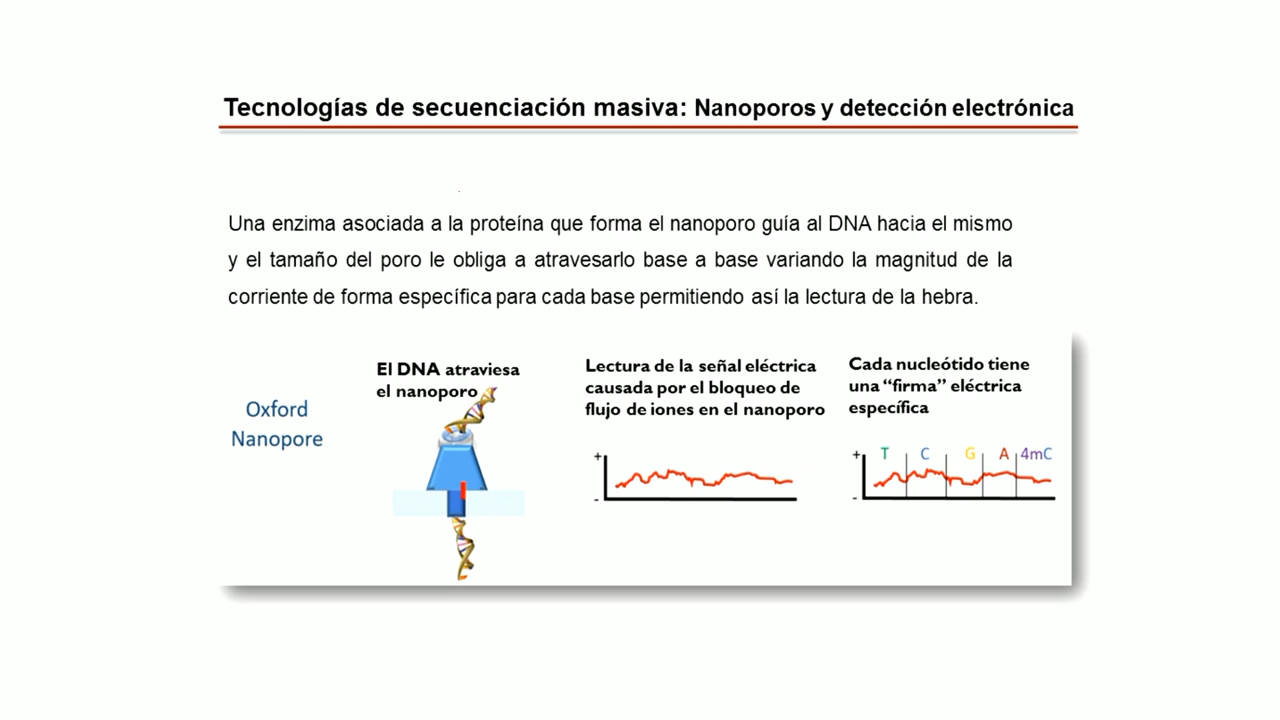 Tecnologías de secuenciación masiva: Nanoporos y detección electrónica
Una enzima asociada a la proteína que forma el nanoporo guía al DNA hacia el mismo
y el tamaño del poro le obliga a atravesarlo base a base variando la magnitud de la
corriente de forma específica para cada base permitiendo así la lectura de la hebra.
Oxford
Nanopore
El DNA atraviesa
el nanoporo
Lectura de la señal eléctrica
causada por el bloqueo de
flujo de iones en el nanoporo
+
-
Cada nucleótido tiene
una “firma” eléctrica
específica
+ T C G A 4mC
-